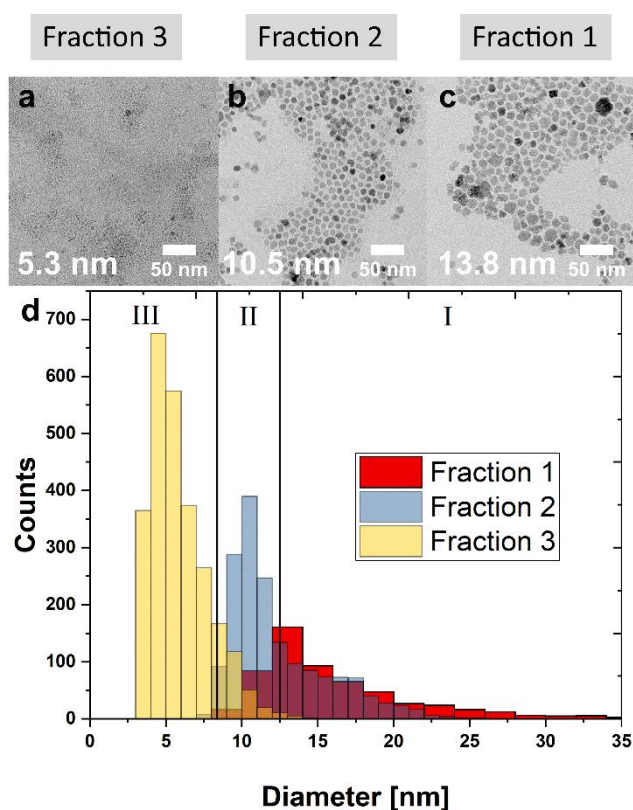 Fraction 3 Fraction 2 Fraction 1
a b c
5.3 nm 50 nm 10.5 nm 50 nm 13.8 nm 50 nm
d III II I
700
600
500
400
300
200
100
0
Counts
Fraction 1
Fraction 2
Fraction 3
0 5 10 15 20 25 30 35
Diameter [nm]